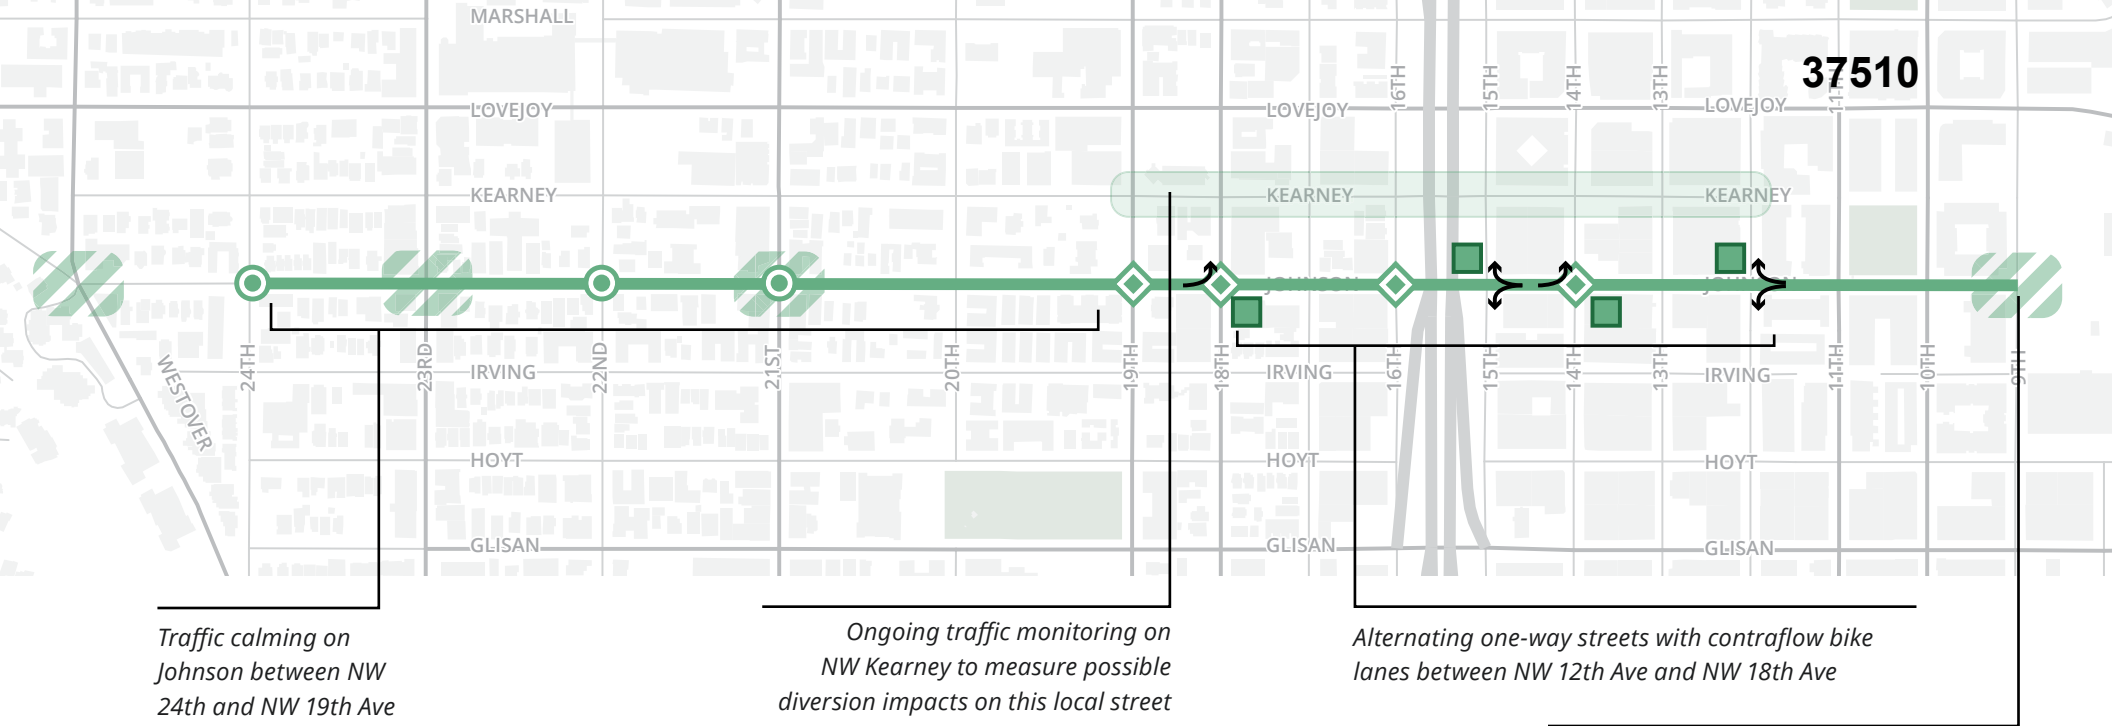 MARSHALL
37510
16TH
15TH
14TH
13TH
11TH
LOVEJOY
LOVEJOY
LOVEJOY
KEARNEY
KEARNEY
KEARNEY
JOHNSON
JOHNSON
WESTOVER
24TH
23RD
22ND
21ST
20TH
19TH
18TH
16TH
15TH
14TH
13TH
11TH
10TH
9TH
IRVING
IRVING
IRVING
HOYT
HOYT
HOYT
GLISAN
GLISAN
GLISAN
Traffic calming on
Johnson between NW
24th and NW 19th Ave
Ongoing traffic monitoring on
NW Kearney to measure possible
diversion impacts on this local street
Alternating one-way streets with contraflow bike
lanes between NW 12th Ave and NW 18th Ave